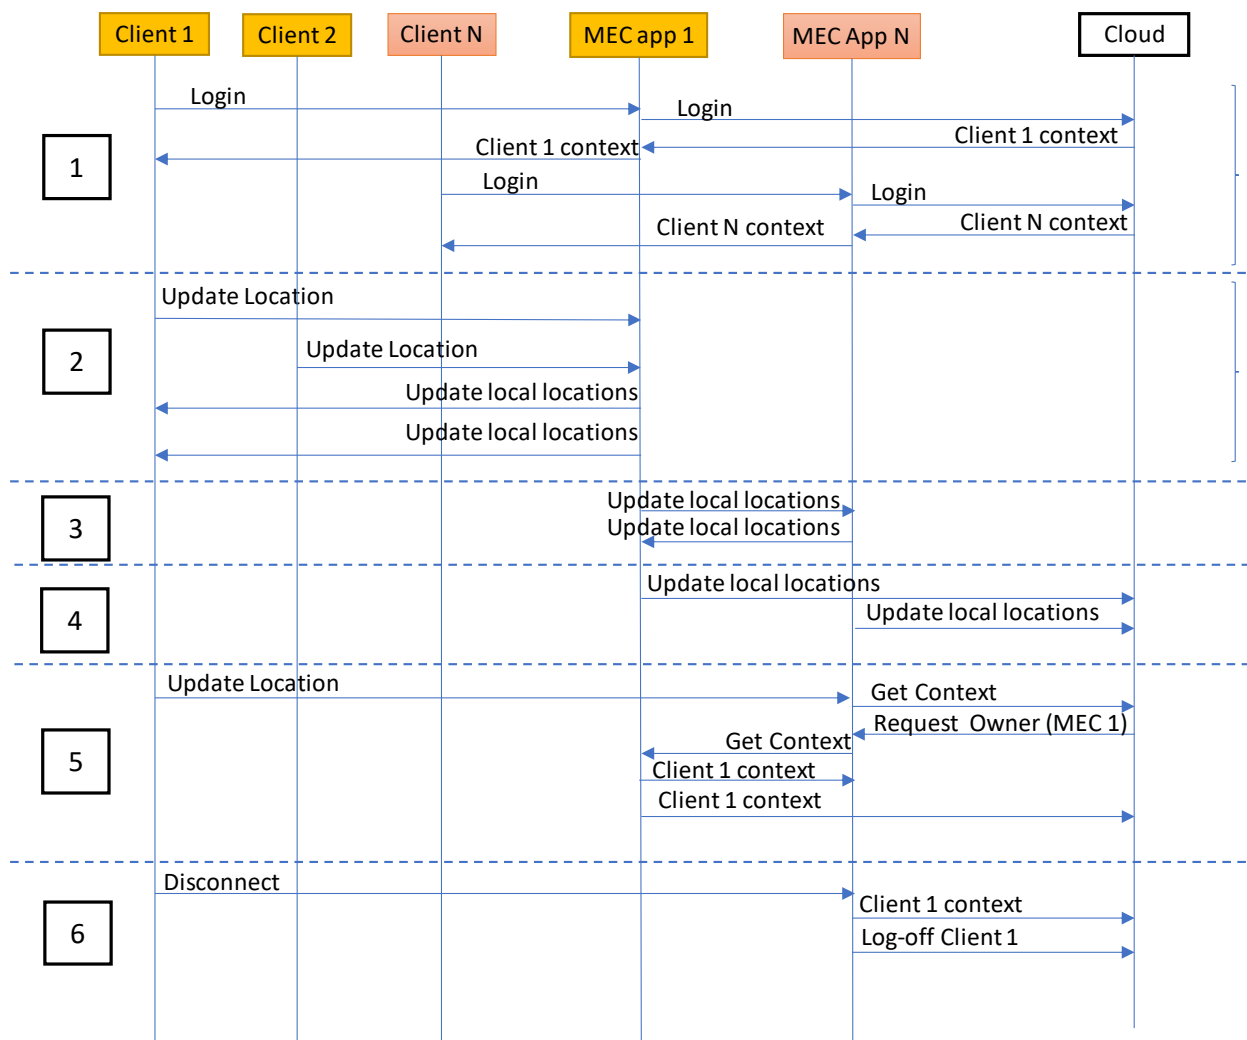 Client 1
Client 2
Client N
MEC app 1
MEC App N
Cloud
1
Login
Login
Client 1 context
Client 1 context
Login
Login
Client N context
Client N context
2
Update Location
Update Location
Update local locations
Update local locations
3
Update local locations
Update local locations
4
Update local locations
Update local locations
5
Update Location
Get Context
Request Owner (MEC 1)
Get Context
Client 1 context
Client 1 context
6
Disconnect
Client 1 context
Log-off Client 1